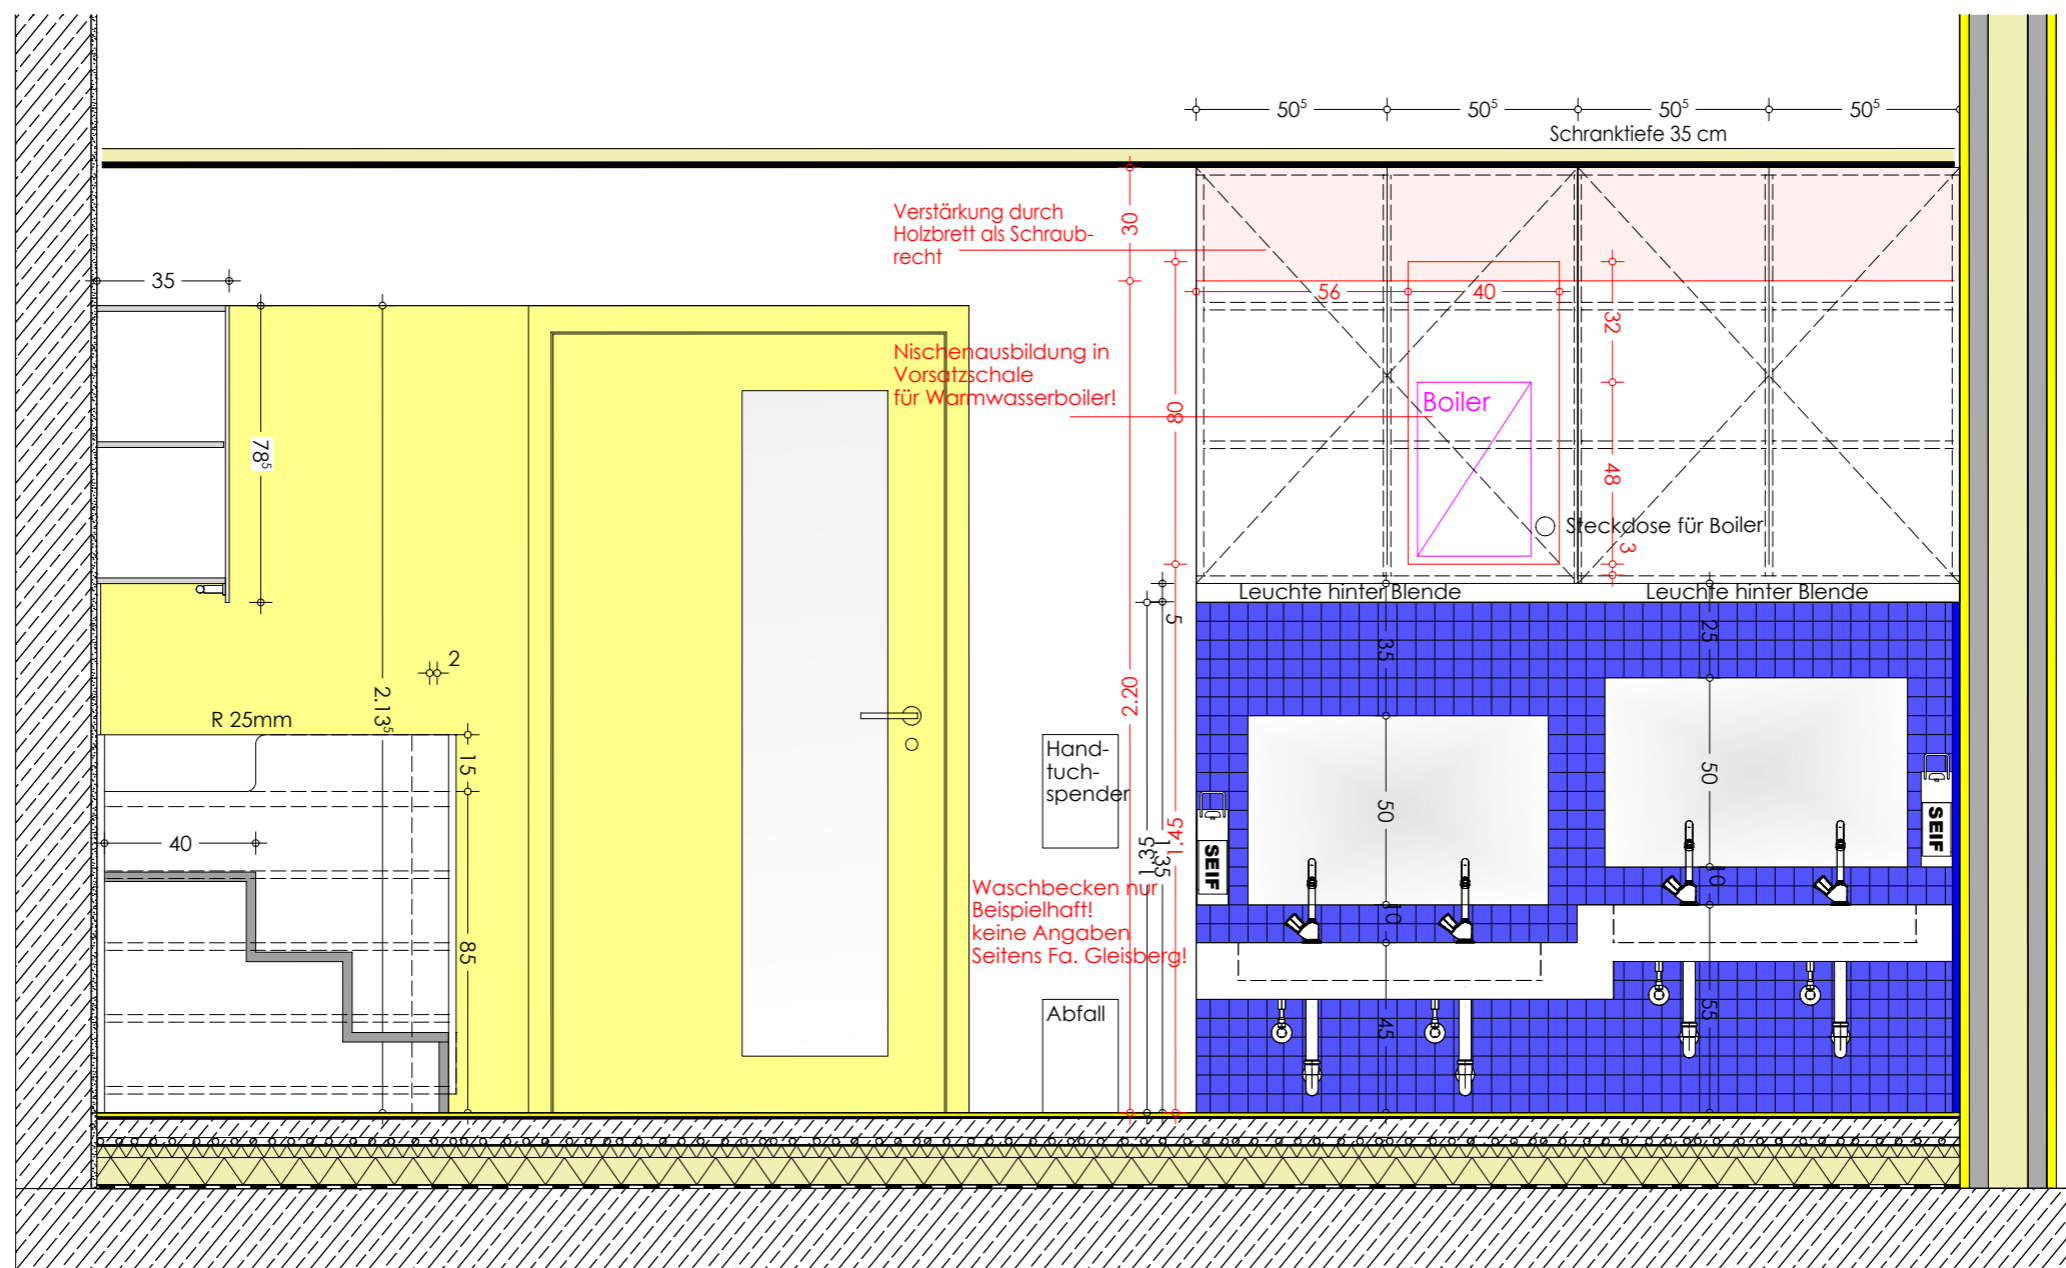 50⁵
50⁵
50⁵
50⁵
Schranktiefe 35 cm
Verstärkung durch
Holzbrett als Schraub-
recht
30
35
56
40
32
Nischenausbildung in
Vorsatzschale
für Warmwasserboiler!
80
Boiler
78⁵
48
Steckdose für Boiler
3
Leuchte hinter Blende
Leuchte hinter Blende
5
35
25
2
2.13⁵
2.20
R 25mm
15
Hand-
tuch-
spender
50
50
40
1.35
1.35
1.45
SEIF
SEIF
Waschbecken nur
Beispielhaft!
keine Angaben
Seitens Fa. Gleisberg!
10
10
85
Abfall
45
55